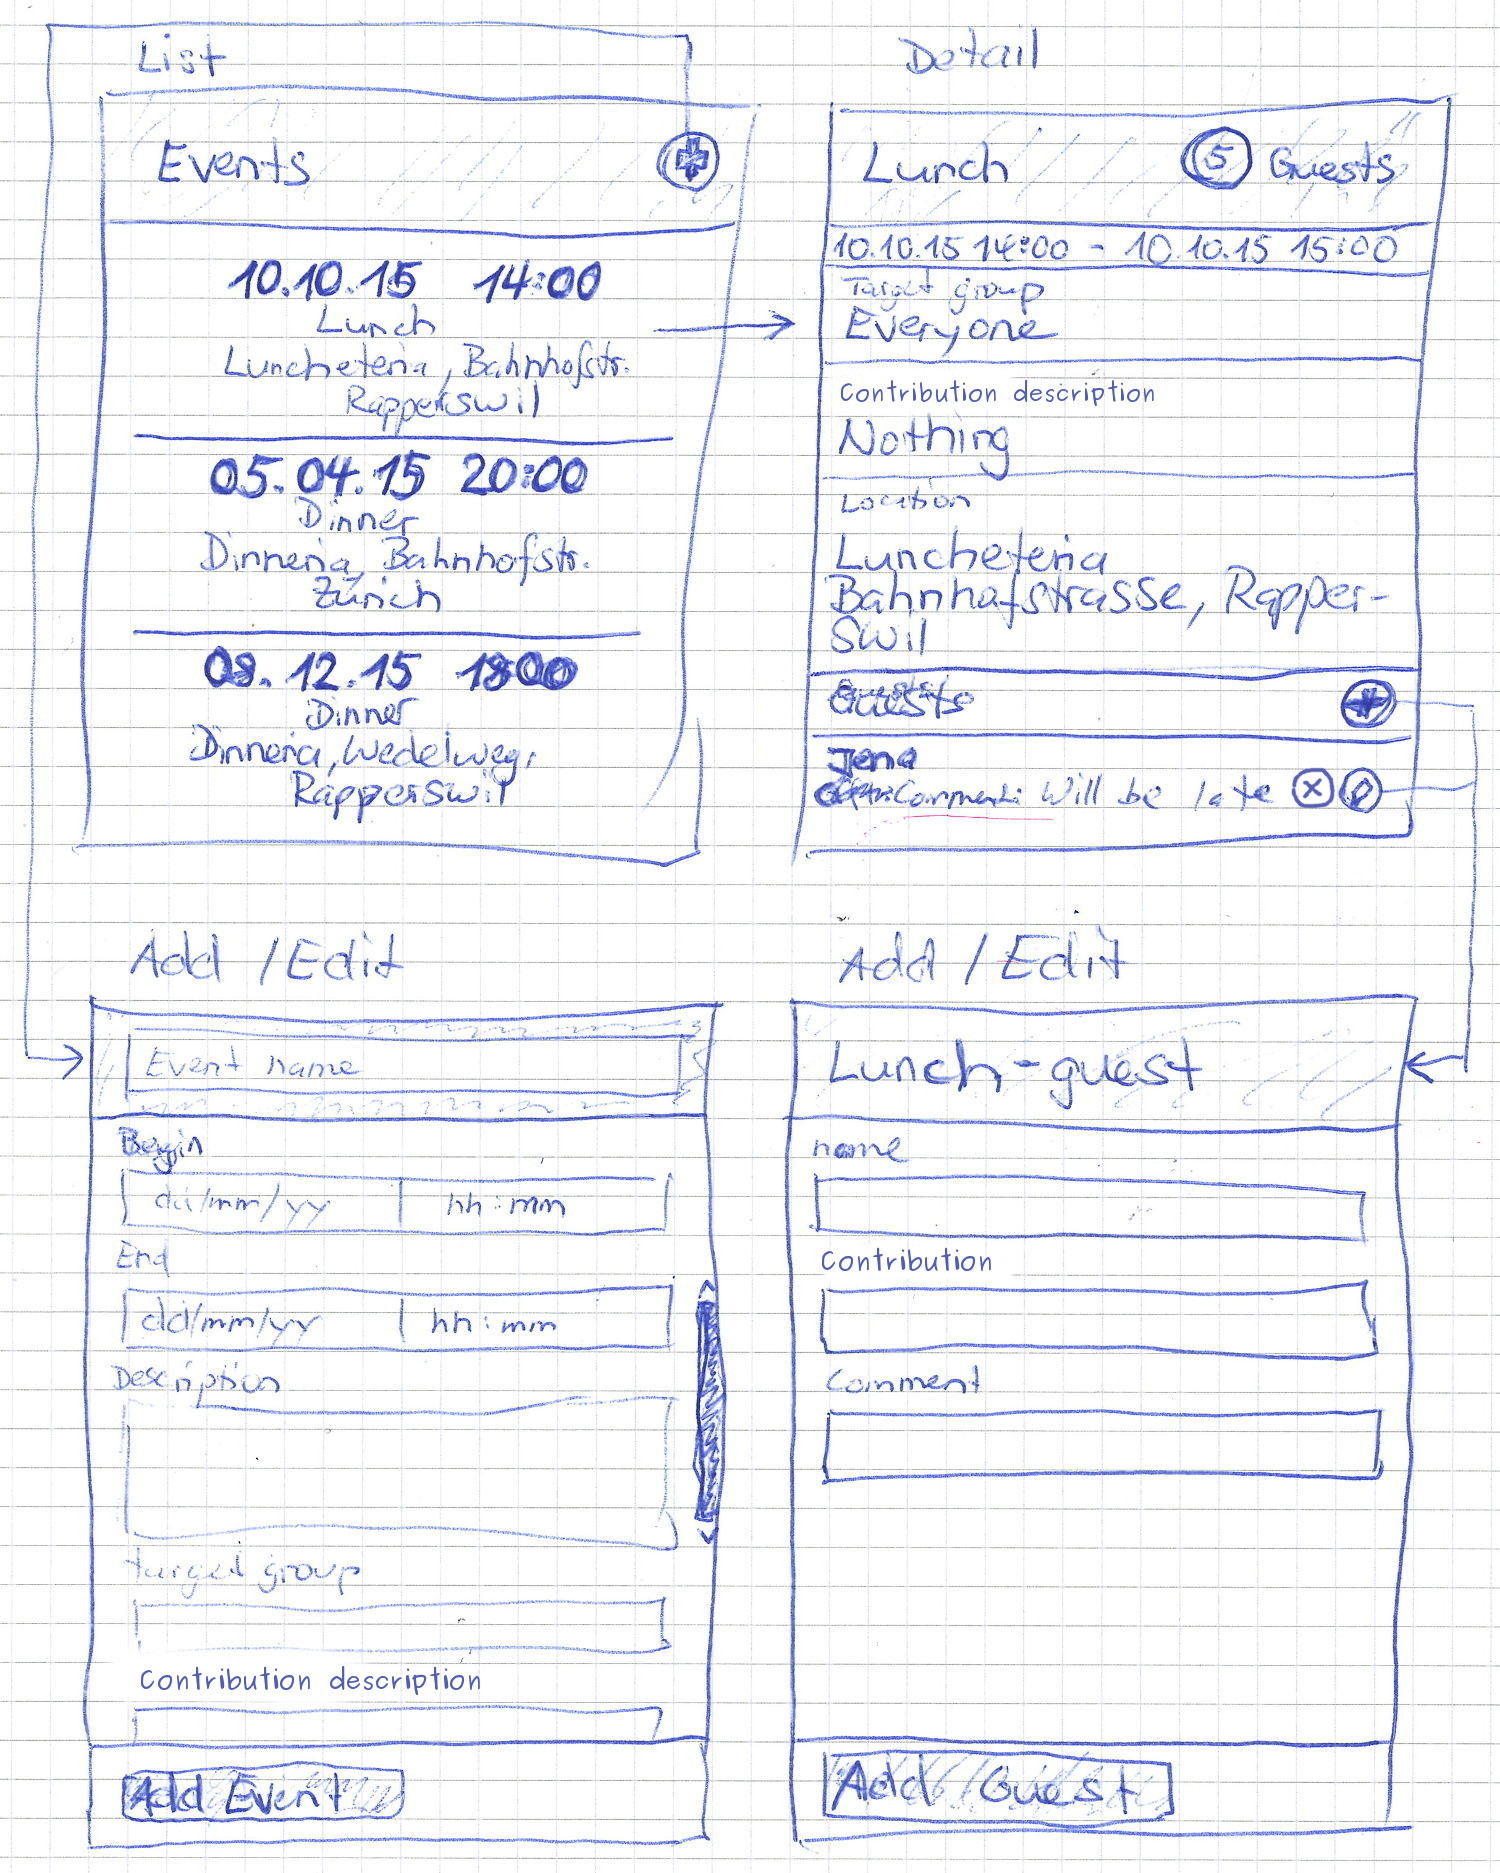 List
Events
10.10.15 14:00
Lunch
Luncheteria, Bahnhofstr.
Rapperswil
05.04.15 20:00
Dinner
Dinneria, Bahnhofstr.
Zürich
08.12.15 18:00
Dinner
Dinneria, Wedelweg,
Rapperswil
Detail
Lunch 5 Guests
10.10.15 14:00 - 10.10.15 15:00
Target group
Everyone
Contribution description
Nothing
Location
Luncheteria
Bahnhofstrasse, Rapper-
swil
Guests
Jena
Comment: Will be late
Add / Edit
Event name
Begin
dd/mm/yy hh:mm
End
dd/mm/yy hh:mm
Description
target group
Contribution description
Add Event
Add / Edit
Lunch-guest
name
Contribution
Comment
Add Guest